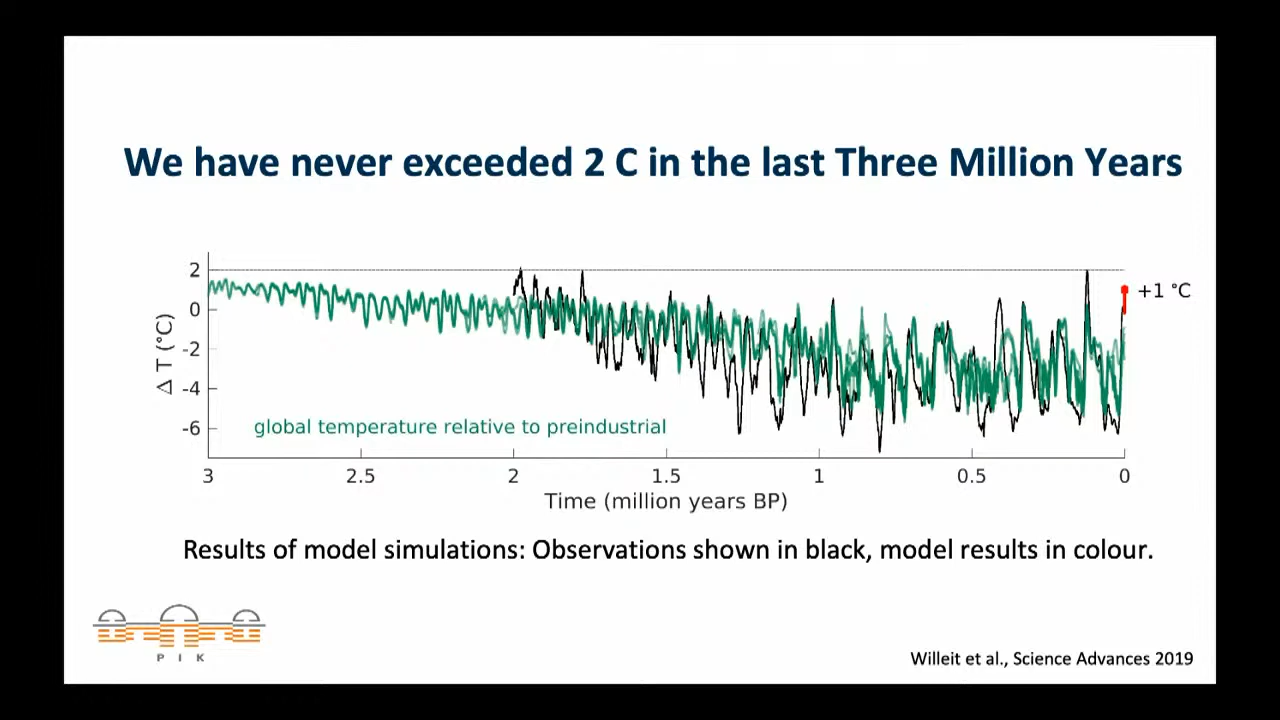 We have never exceeded 2 C in the last Three Million Years
2
0
-2
-4
-6
Δ T (°C)
+1 °C
global temperature relative to preindustrial
3
2.5
2
1.5
1
0.5
0
Time (million years BP)
Results of model simulations: Observations shown in black, model results in colour.
P I K
Willeit et al., Science Advances 2019